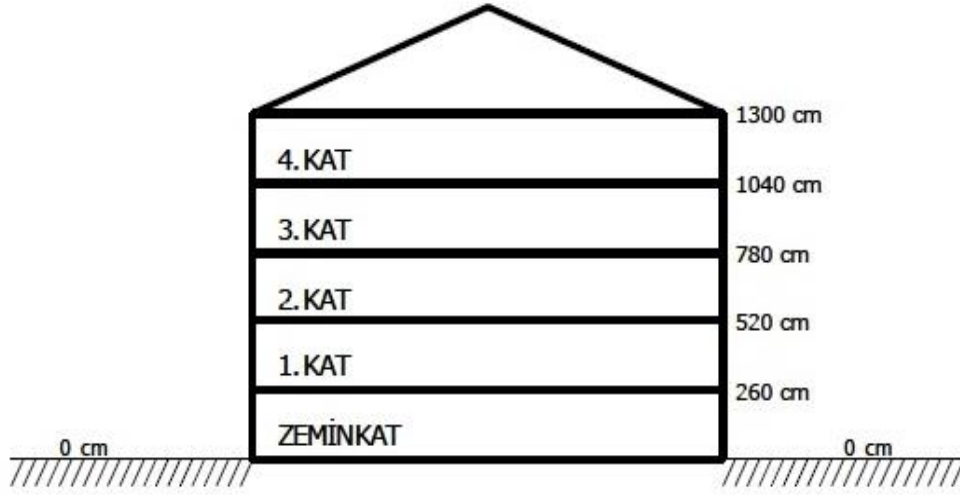 1300 cm
4.KAT
1040 cm
3.KAT
780 cm
2.KAT
520 cm
1.KAT
260 cm
ZEMİNKAT
0 cm
0 cm